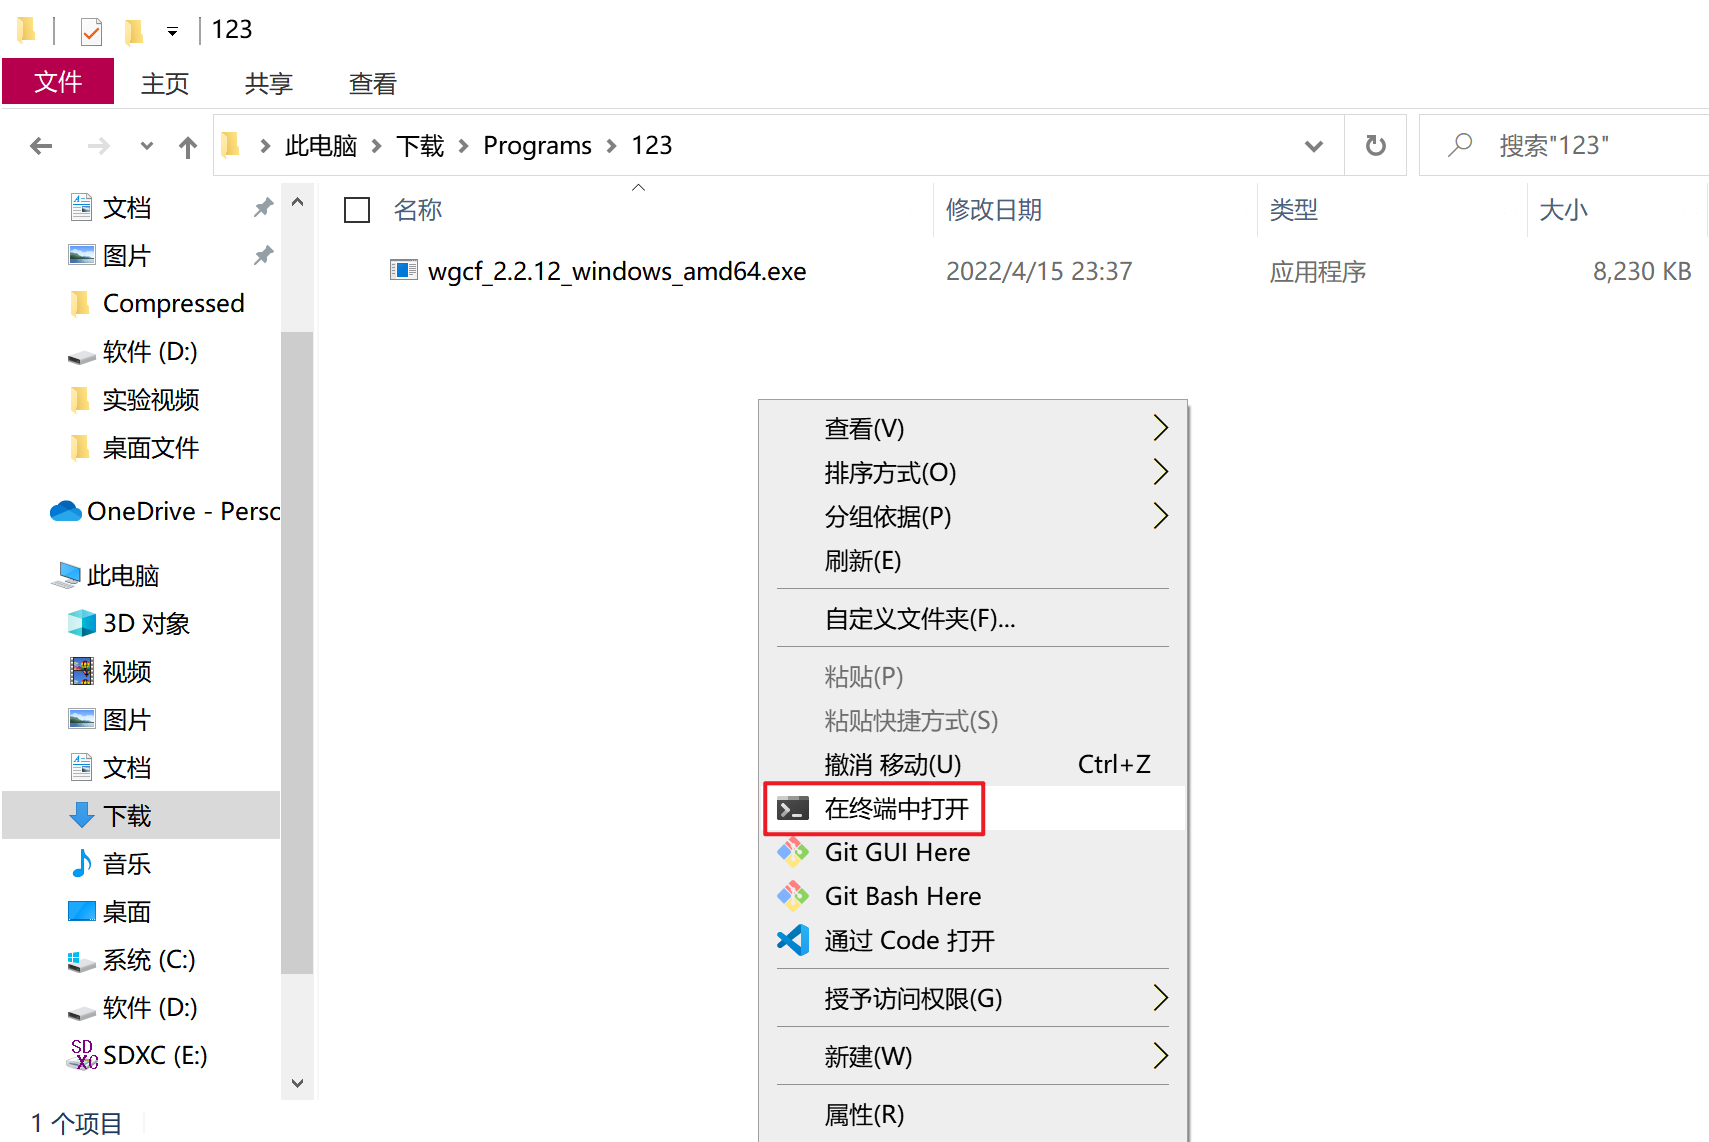 123
文件 主页 共享 查看
此电脑 下载 Programs 123 搜索"123"
名称 修改日期 类型 大小
wgcf_2.2.12_windows_amd64.exe 2022/4/15 23:37 应用程序 8,230 KB
文档
图片
Compressed
软件 (D:)
实验视频
桌面文件
OneDrive - Perso
此电脑
3D 对象
视频
图片
文档
下载
音乐
桌面
系统 (C:)
软件 (D:)
SD
XC
SDXC (E:)
1 个项目
查看(V)
排序方式(O)
分组依据(P)
刷新(E)
自定义文件夹(F)...
粘贴(P)
粘贴快捷方式(S)
撤消 移动(U) Ctrl+Z
在终端中打开
Git GUI Here
Git Bash Here
通过 Code 打开
授予访问权限(G)
新建(W)
属性(R)